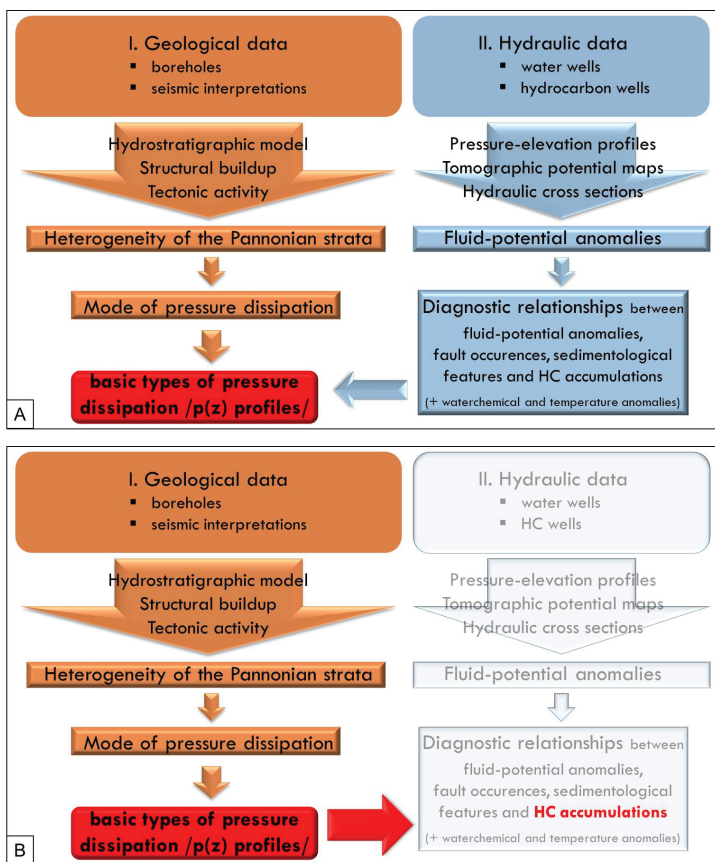 I. Geological data
▪ boreholes
▪ seismic interpretations
Hydrostratigraphic model
Structural buildup
Tectonic activity
Heterogeneity of the Pannonian strata
Mode of pressure dissipation
basic types of pressure
dissipation /p(z) profiles/
II. Hydraulic data
▪ water wells
▪ hydrocarbon wells
Pressure-elevation profiles
Tomographic potential maps
Hydraulic cross sections
Fluid-potential anomalies
Diagnostic relationships between
fluid-potential anomalies,
fault occurences, sedimentological
features and HC accumulations
(+ waterchemical and temperature anomalies)
A
I. Geological data
▪ boreholes
▪ seismic interpretations
Hydrostratigraphic model
Structural buildup
Tectonic activity
Heterogeneity of the Pannonian strata
Mode of pressure dissipation
basic types of pressure
dissipation /p(z) profiles/
II. Hydraulic data
▪ water wells
▪ HC wells
Pressure-elevation profiles
Tomographic potential maps
Hydraulic cross sections
Fluid-potential anomalies
Diagnostic relationships between
fluid-potential anomalies,
fault occurences, sedimentological
features and HC accumulations
(+ waterchemical and temperature anomalies)
B